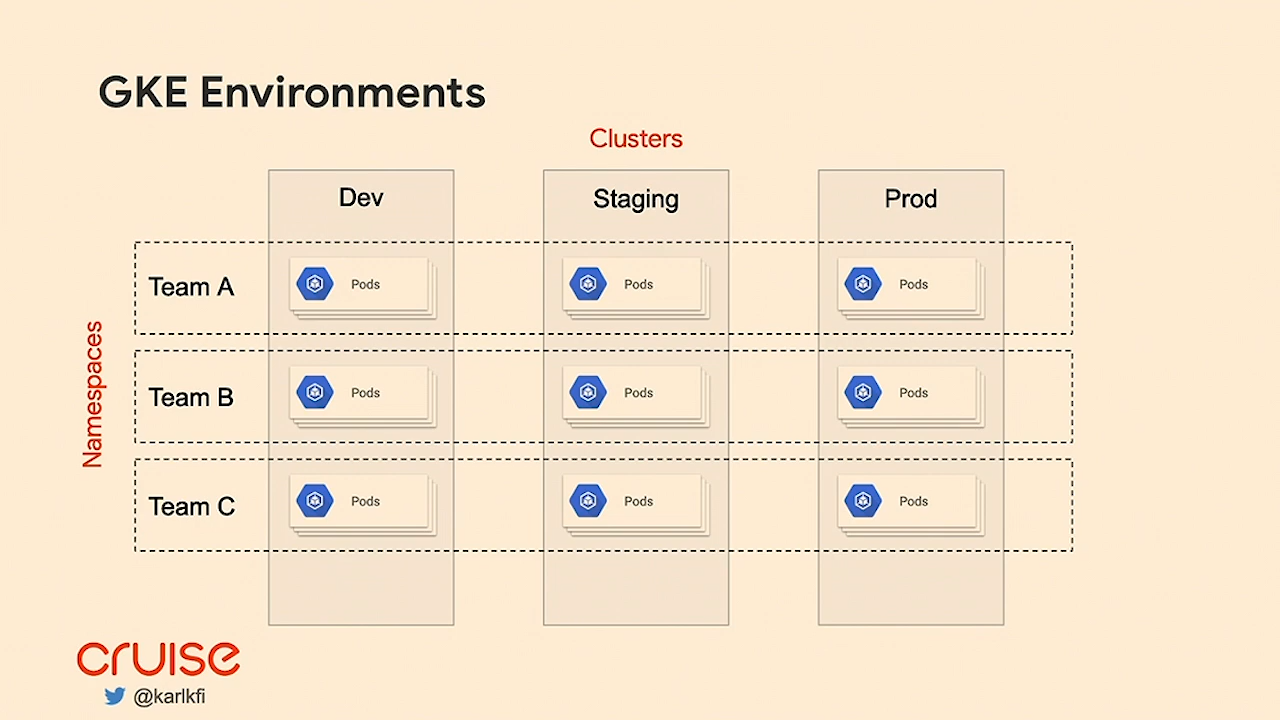 GKE Environments
Clusters
Dev
Staging
Prod
Namespaces
Team A
Pods
Pods
Pods
Team B
Pods
Pods
Pods
Team C
Pods
Pods
Pods
cruise
@karlkfi